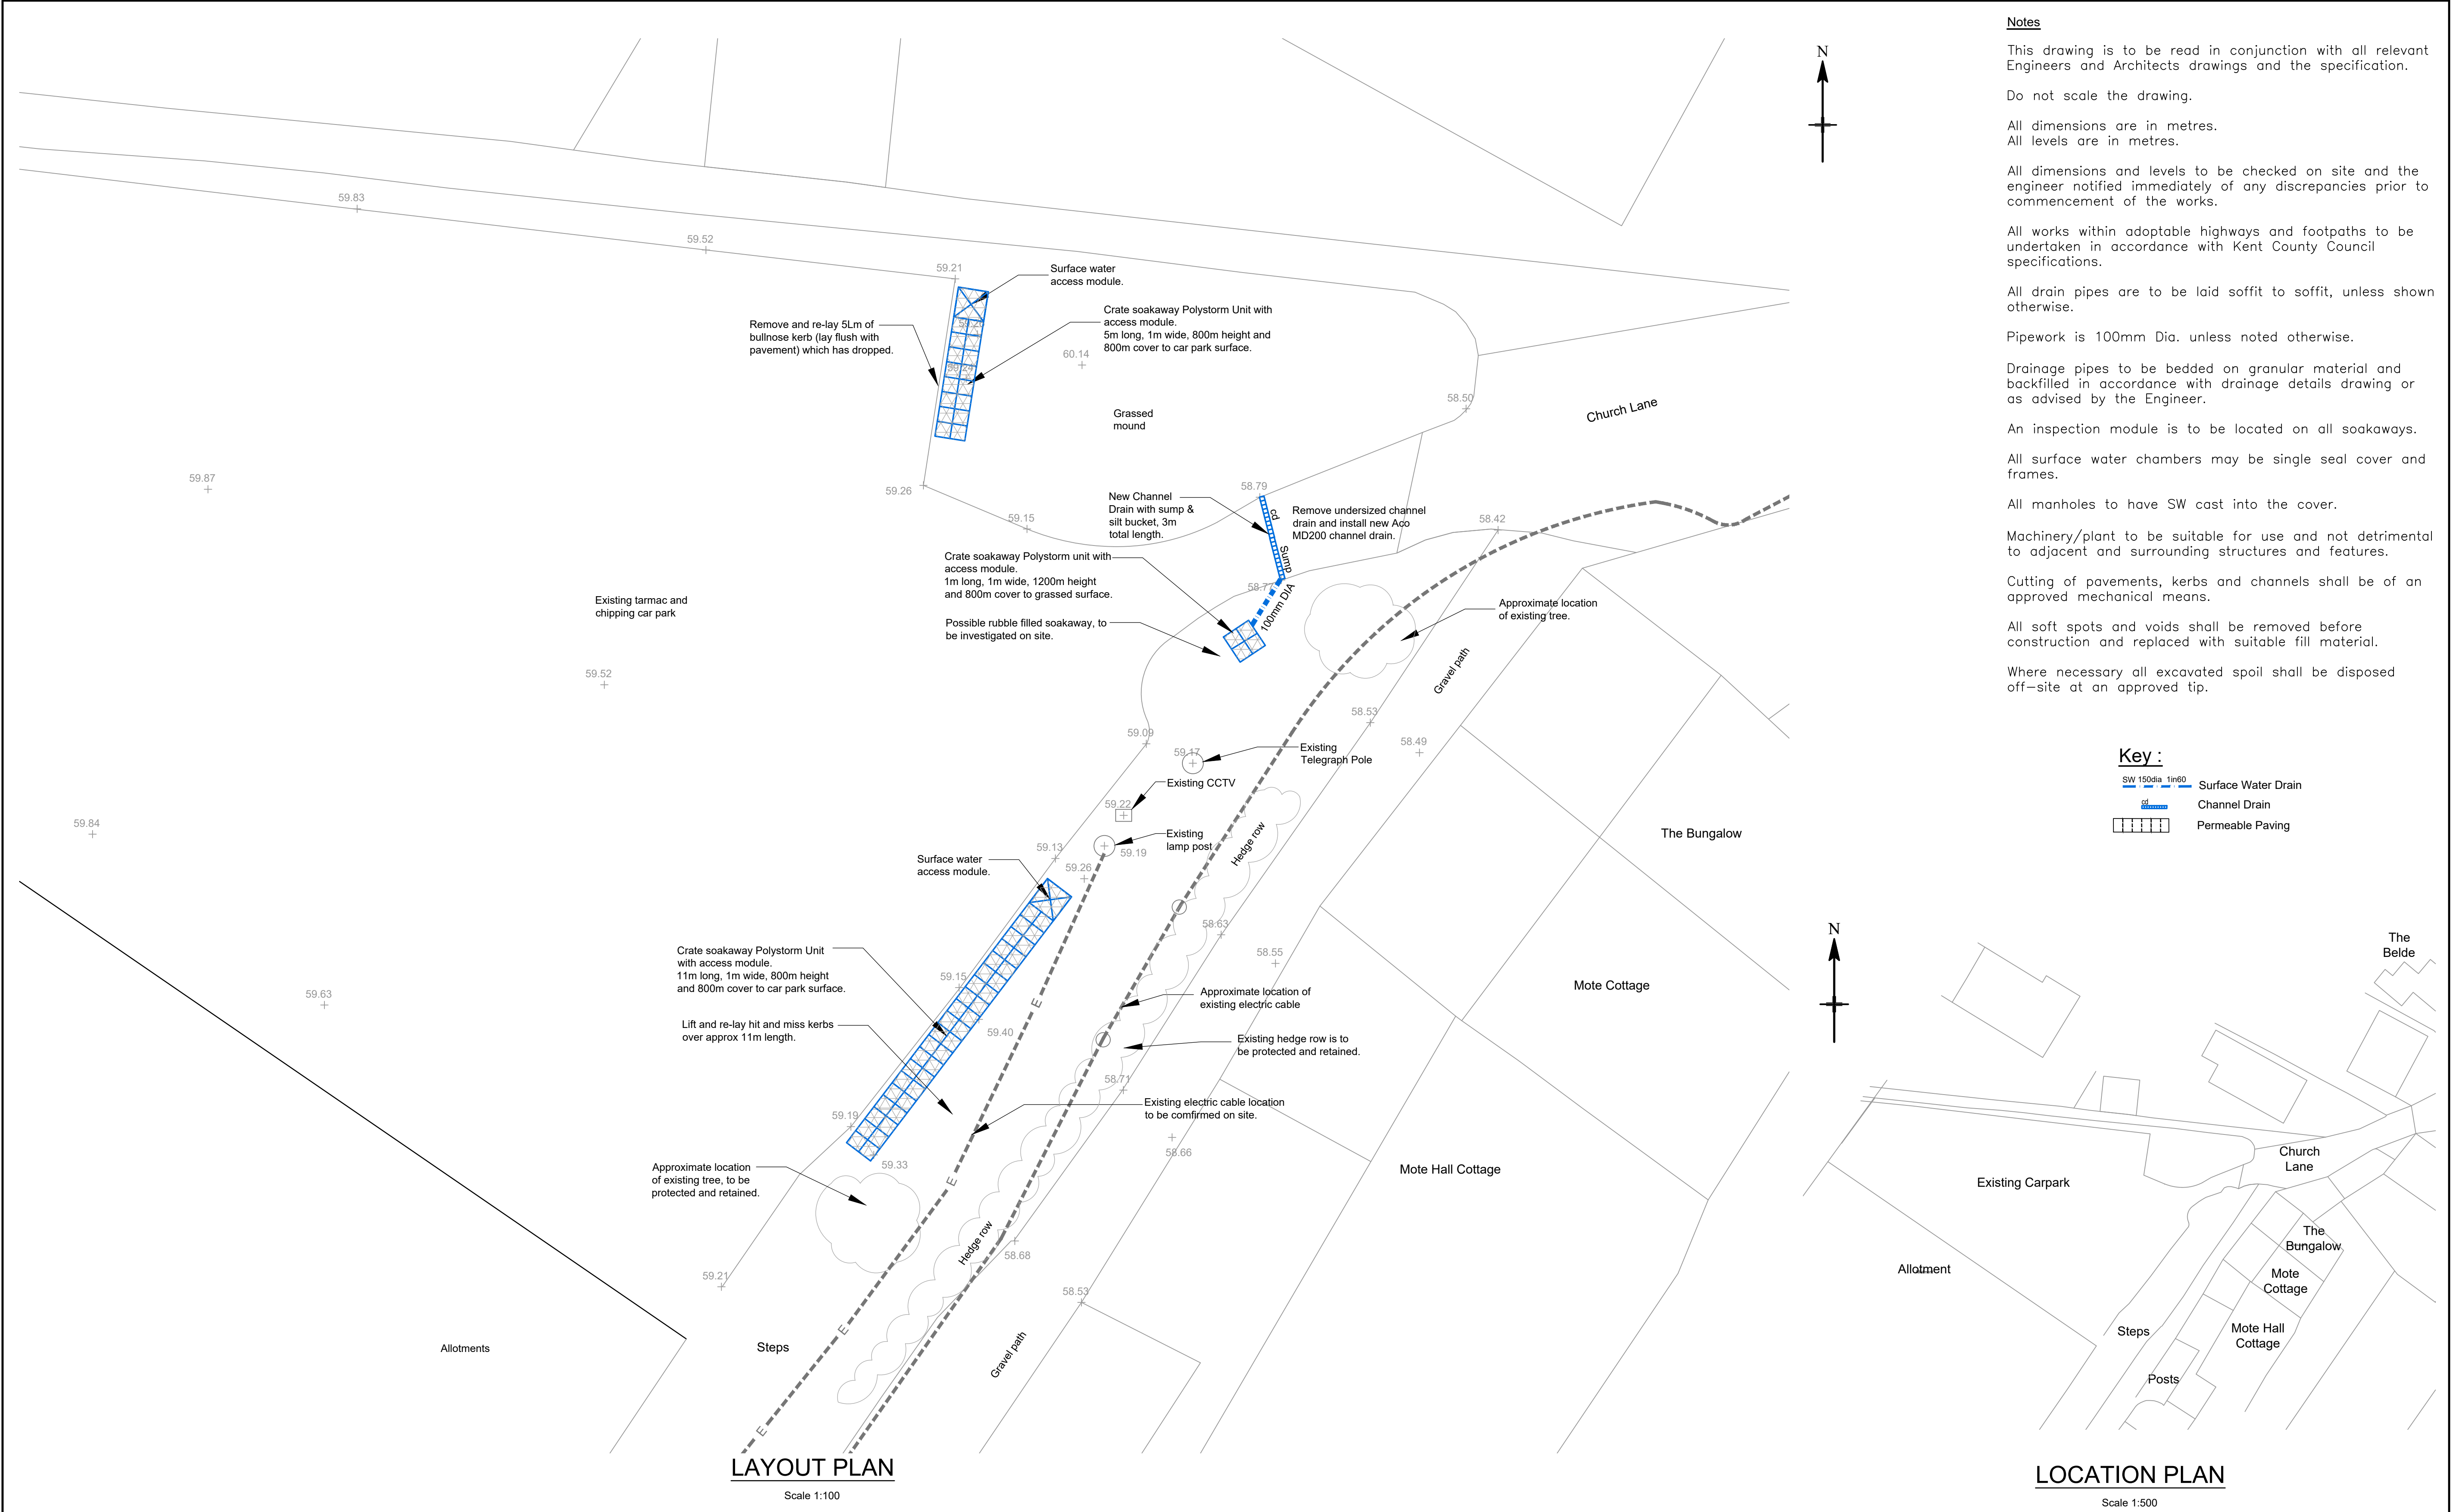 59.83
59.52
59.21
Surface water
access module.
Remove and re-lay 5Lm of
bullnose kerb (lay flush with
pavement) which has dropped.
59.24
Crate soakaway Polystorm Unit with
access module.
5m long, 1m wide, 800m height and
800m cover to car park surface.
60.14
Grassed
mound
58.50
Church Lane
59.87
59.26
59.15
New Channel
Drain with sump &
silt bucket, 3m
total length.
58.79
cd
Sump
Remove undersized channel
drain and install new Aco
MD200 channel drain.
58.42
Crate soakaway Polystorm unit with
access module.
1m long, 1m wide, 1200m height
and 800m cover to grassed surface.
58.77
100mm DIA
Possible rubble filled soakaway, to
be investigated on site.
Approximate location
of existing tree.
Existing tarmac and
chipping car park
59.52
Gravel path
58.53
58.49
59.09
59.17
Existing
Telegraph Pole
Existing CCTV
59.22
Existing
lamp post
59.19
59.84
59.13
59.26
Surface water
access module.
Hedge row
The Bungalow
58.63
58.55
Crate soakaway Polystorm Unit
with access module.
11m long, 1m wide, 800m height
and 800m cover to car park surface.
59.15
59.63
Approximate location of
existing electric cable
Mote Cottage
E
Lift and re-lay hit and miss kerbs
over approx 11m length.
59.40
Existing hedge row is to
be protected and retained.
58.71
Existing electric cable location
to be comfirmed on site.
59.19
58.66
59.33
Approximate location
of existing tree, to be
protected and retained.
E
Mote Hall Cottage
Hedge row
58.68
59.21
58.53
E
Steps
Allotments
Gravel path
E
LAYOUT PLAN
Scale 1:100
N
Notes
This drawing is to be read in conjunction with all relevant
Engineers and Architects drawings and the specification.
Do not scale the drawing.
All dimensions are in metres.
All levels are in metres.
All dimensions and levels to be checked on site and the
engineer notified immediately of any discrepancies prior to
commencement of the works.
All works within adoptable highways and footpaths to be
undertaken in accordance with Kent County Council
specifications.
All drain pipes are to be laid soffit to soffit, unless shown
otherwise.
Pipework is 100mm Dia. unless noted otherwise.
Drainage pipes to be bedded on granular material and
backfilled in accordance with drainage details drawing or
as advised by the Engineer.
An inspection module is to be located on all soakaways.
All surface water chambers may be single seal cover and
frames.
All manholes to have SW cast into the cover.
Machinery/plant to be suitable for use and not detrimental
to adjacent and surrounding structures and features.
Cutting of pavements, kerbs and channels shall be of an
approved mechanical means.
All soft spots and voids shall be removed before
construction and replaced with suitable fill material.
Where necessary all excavated spoil shall be disposed
off-site at an approved tip.
Key :
SW 150dia 1in60 Surface Water Drain
cd Channel Drain
Permeable Paving
N
The
Belde
Church
Lane
Existing Carpark
The
Bungalow
Allotment
Mote
Cottage
Steps
Mote Hall
Cottage
Posts
LOCATION PLAN
Scale 1:500